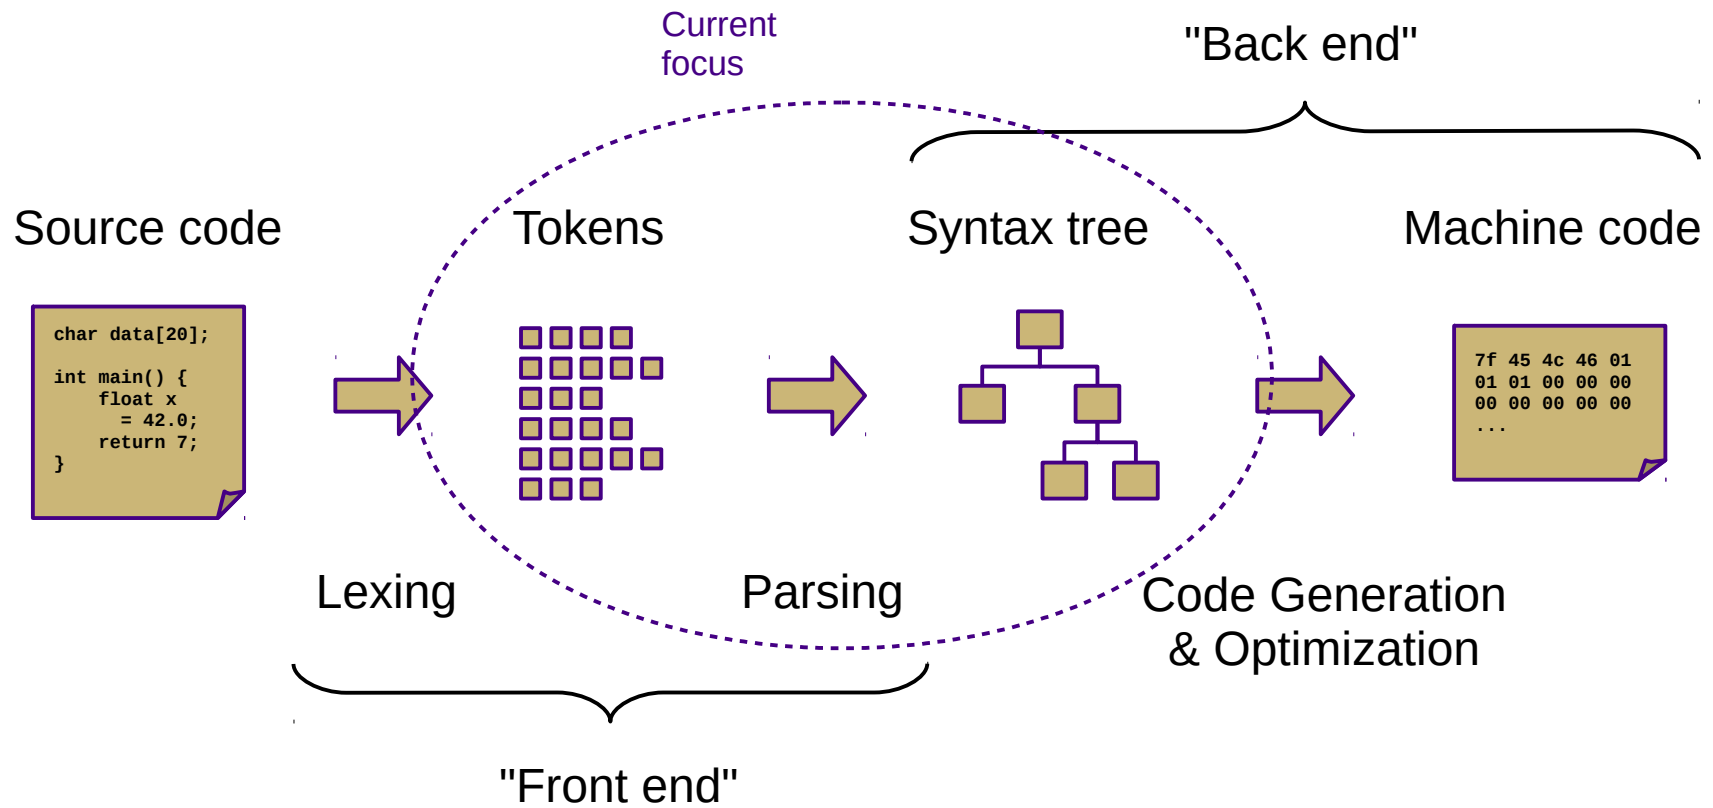 Current
focus
"Back end"
Source code
Tokens
Syntax tree
Machine code
char data[20];
int main() {
float x
= 42.0;
return 7;
}
7f 45 4c 46 01
01 01 00 00 00
00 00 00 00 00
...
Lexing
Parsing
Code Generation
& Optimization
"Front end"